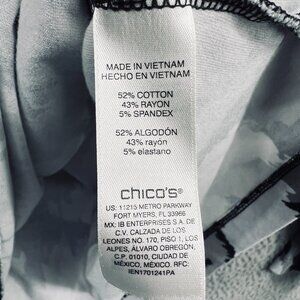 MADE IN VIETNAM
HECHO EN VIETNAM
52% COTTON
43% RAYON
5% SPANDEX
52% ALGODÓN
43% rayón
5% elastano
chico's®
US: 11215 METRO PARKWAY
FORT MYERS, FL 33966
MX: IB ENTERPRISES S.A. DE
C.V. CALZADA DE LOS
LEONES NO. 170, PISO 1, LOS
ALPES, ÁLVARO OBREGÓN,
C.P. 01010, CIUDAD DE
MÉXICO, MÉXICO. RFC:
IEN1701241PA